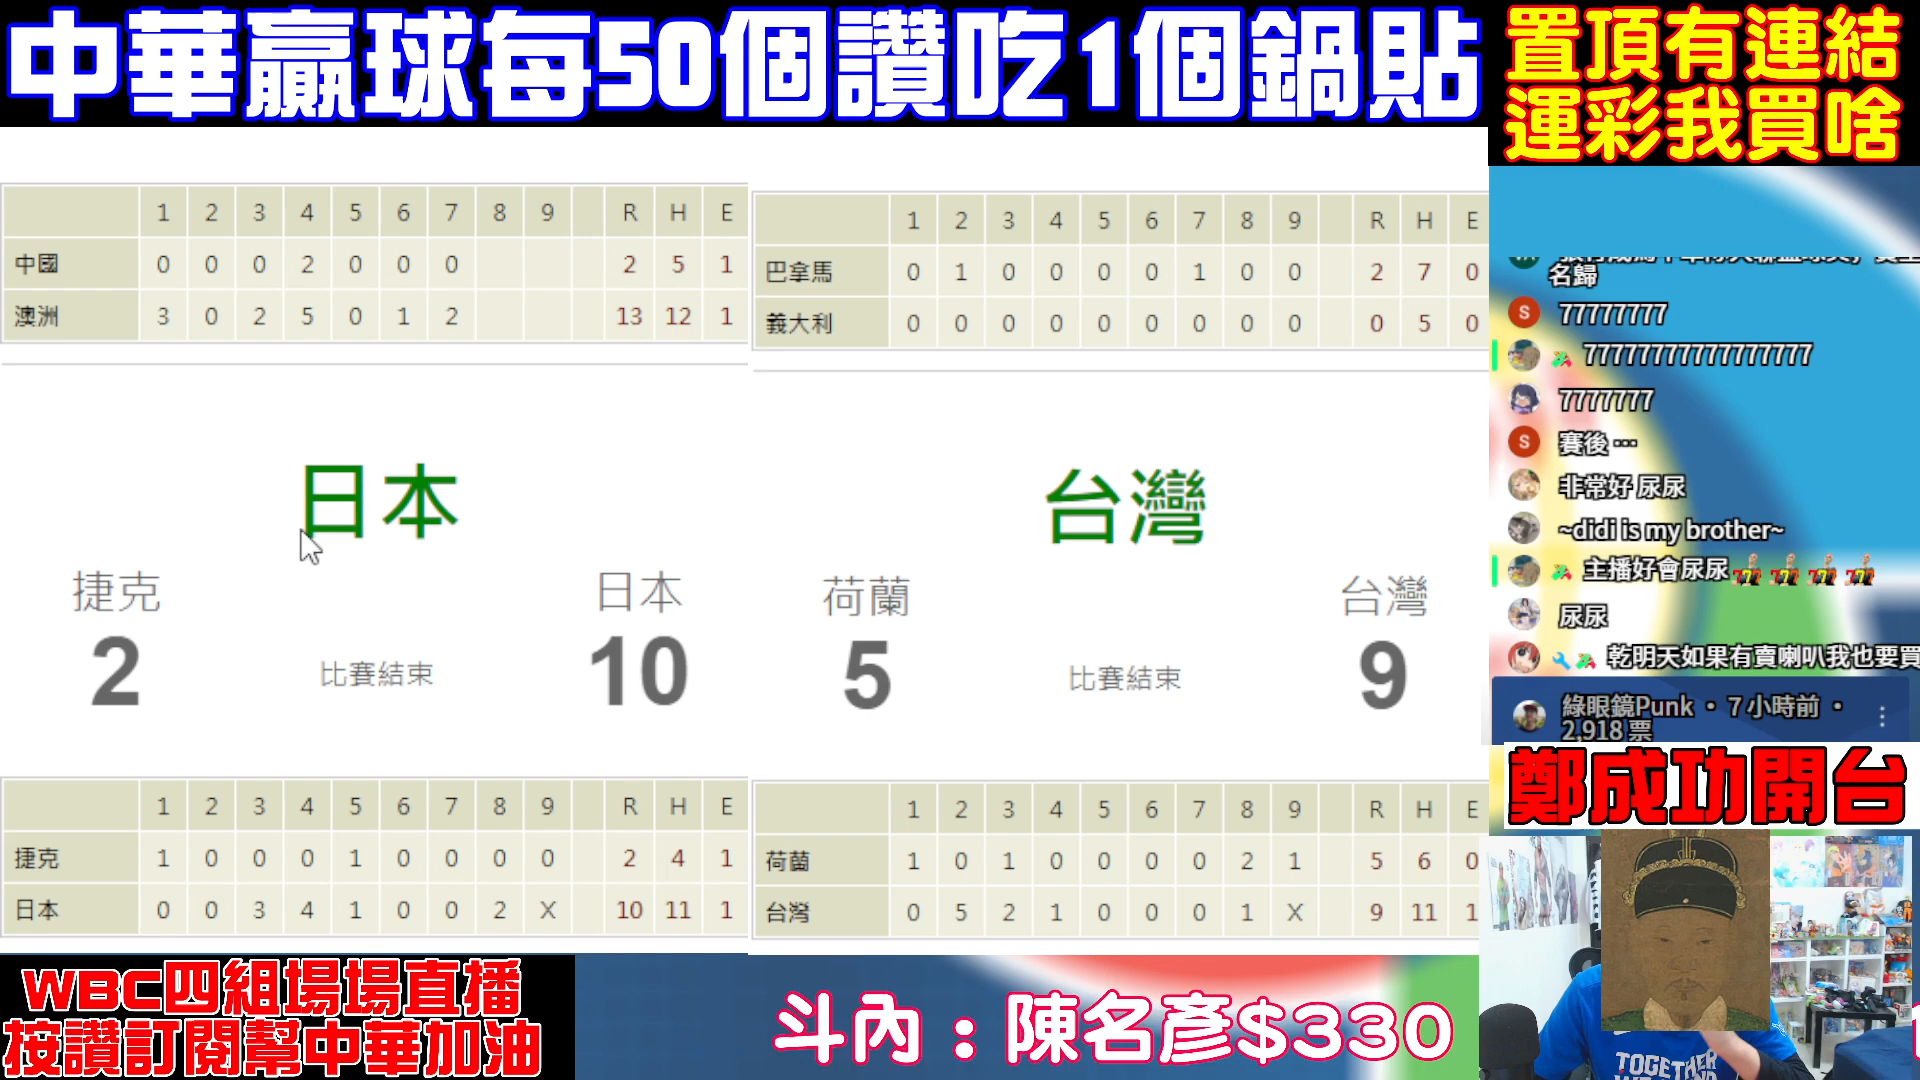 中華贏球每50個讚吃1個鍋貼
置頂有連結
運彩我買啥
1 2 3 4 5 6 7 8 9 R H E
中國 0 0 0 2 0 0 0 2 5 1
澳洲 3 0 2 5 0 1 2 13 12 1
1 2 3 4 5 6 7 8 9 R H E
巴拿馬 0 1 0 0 0 0 1 0 0 2 7 0
義大利 0 0 0 0 0 0 0 0 0 0 5 0
日本
捷克 日本
2 比賽結束 10
台灣
荷蘭 台灣
5 比賽結束 9
1 2 3 4 5 6 7 8 9 R H E
捷克 1 0 0 0 1 0 0 0 0 2 4 1
日本 0 0 3 4 1 0 0 2 X 10 11 1
1 2 3 4 5 6 7 8 9 R H E
荷蘭 1 0 1 0 0 0 0 2 1 5 6 0
台灣 0 5 2 1 0 0 0 1 X 9 11 1
名歸
77777777
77777777777777777
7777777
賽後 ···
非常好 尿尿
~didi is my brother~
主播好會尿尿
尿尿
乾明天如果有賣喇叭我也要買
綠眼鏡Punk • 7 小時前 •
2,918 票
鄭成功開台
WBC四組場場直播
按讚訂閱幫中華加油
斗內：陳名彥$330
TOGETHER